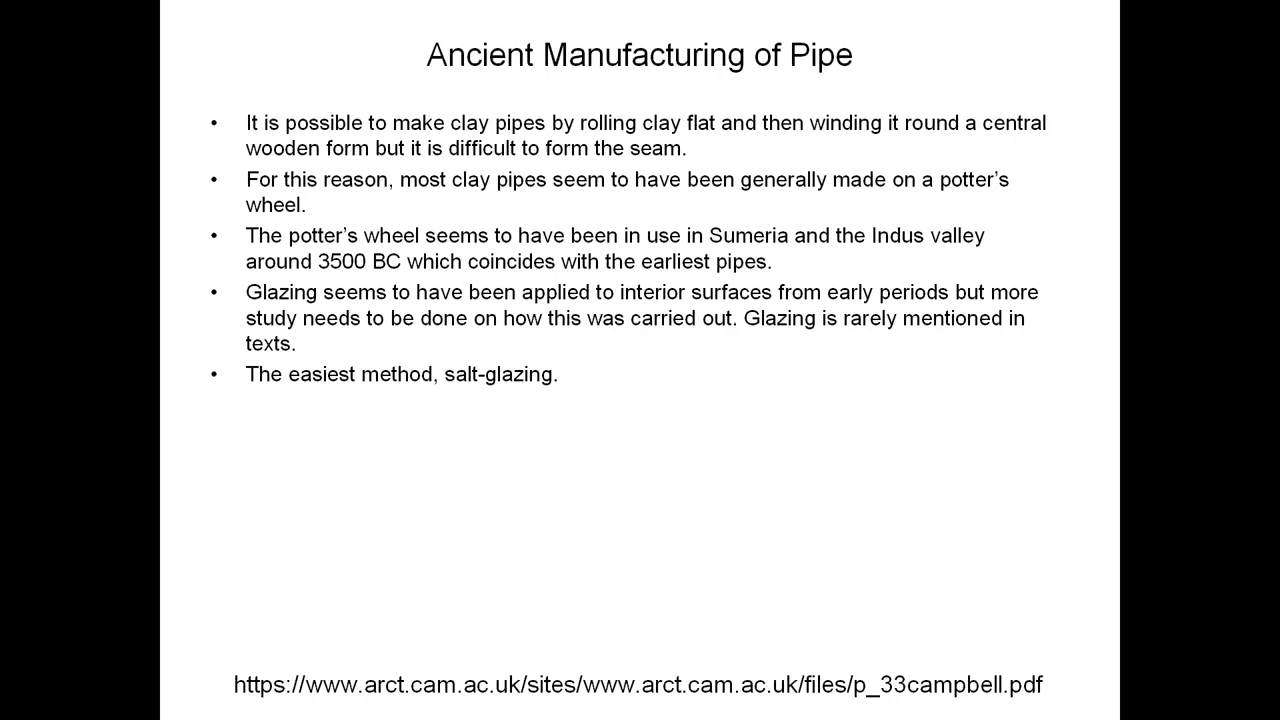 Ancient Manufacturing of Pipe
• It is possible to make clay pipes by rolling clay flat and then winding it round a central
wooden form but it is difficult to form the seam.
• For this reason, most clay pipes seem to have been generally made on a potter’s
wheel.
• The potter’s wheel seems to have been in use in Sumeria and the Indus valley
around 3500 BC which coincides with the earliest pipes.
• Glazing seems to have been applied to interior surfaces from early periods but more
study needs to be done on how this was carried out. Glazing is rarely mentioned in
texts.
• The easiest method, salt-glazing.
https://www.arct.cam.ac.uk/sites/www.arct.cam.ac.uk/files/p_33campbell.pdf